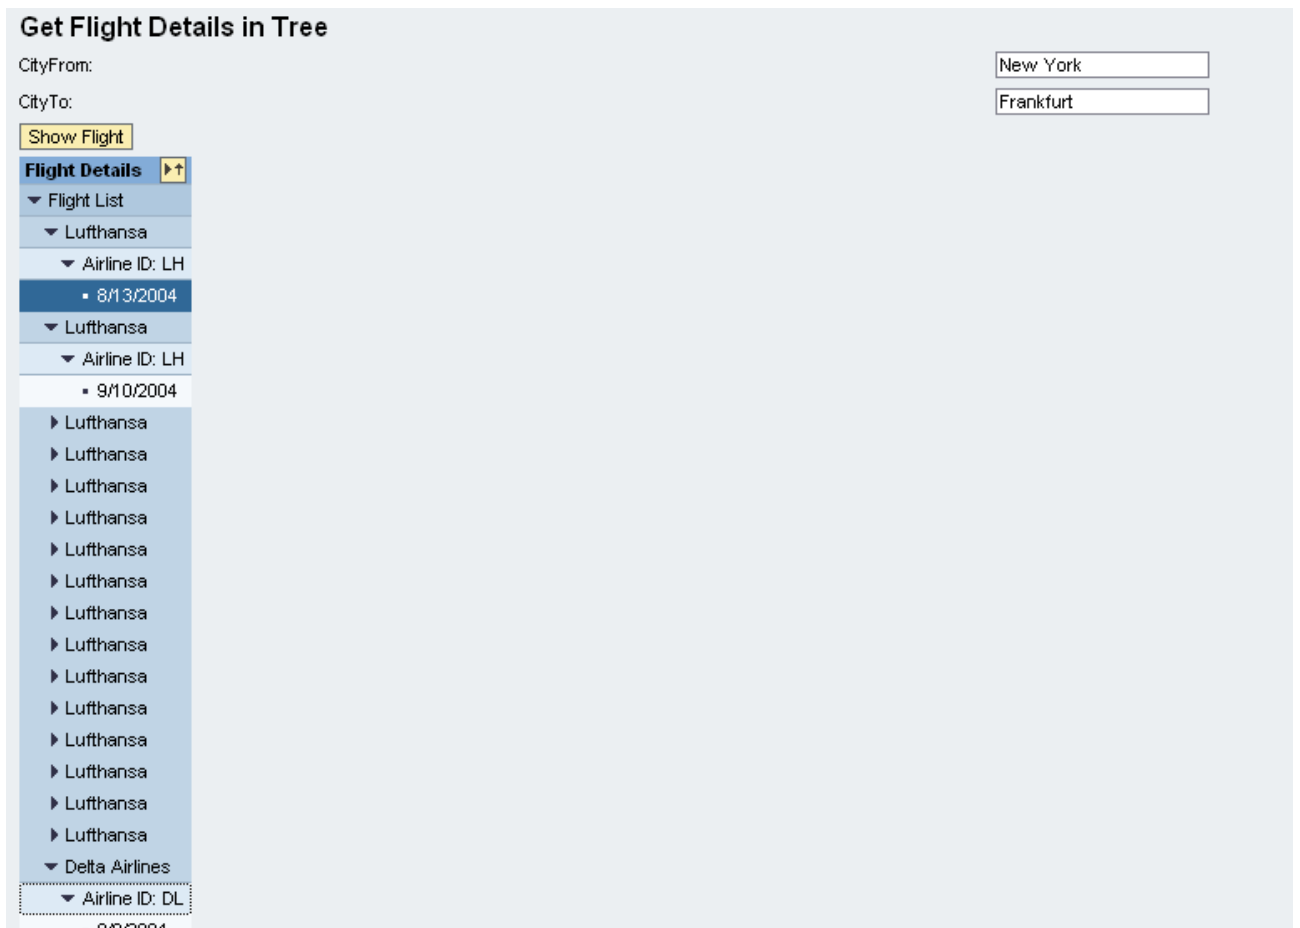 Get Flight Details in Tree
CityFrom: New York
CityTo: Frankfurt
Show Flight
Flight Details
Flight List
Lufthansa
Airline ID: LH
8/13/2004
Lufthansa
Airline ID: LH
9/10/2004
Lufthansa
Lufthansa
Lufthansa
Lufthansa
Lufthansa
Lufthansa
Lufthansa
Lufthansa
Lufthansa
Lufthansa
Lufthansa
Lufthansa
Lufthansa
Lufthansa
Delta Airlines
Airline ID: DL